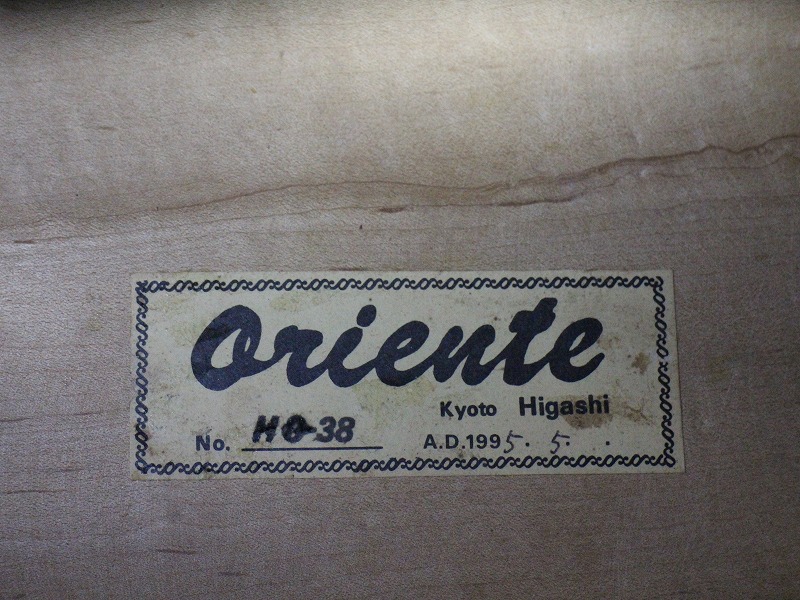 Oriente
Kyoto Higashi
No. HO-38 A.D.1995. 5. .